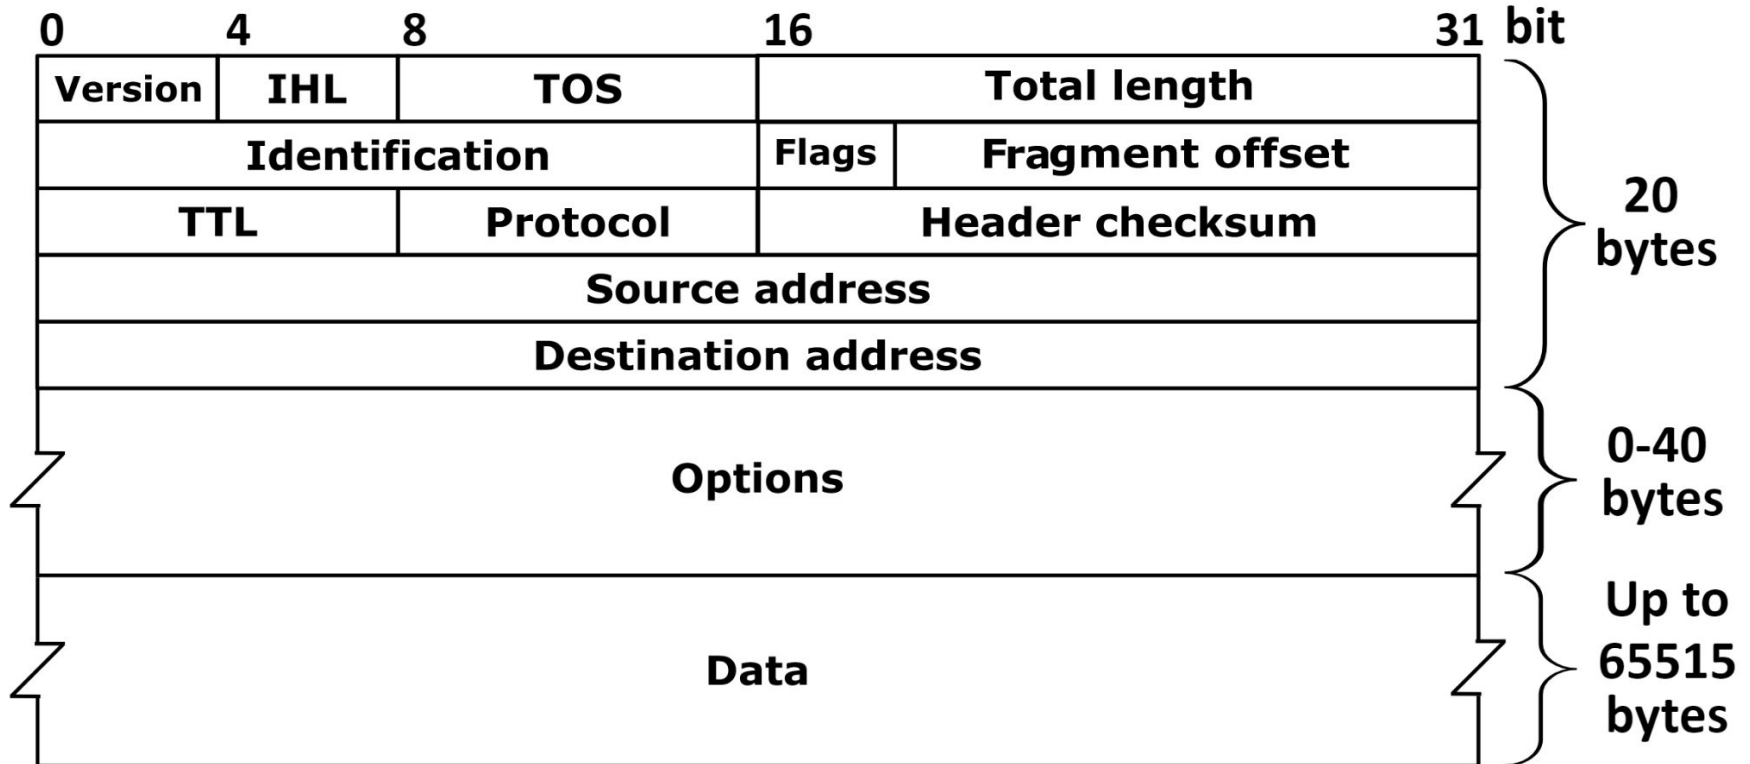 0 4 8 16 31 bit
Version IHL TOS Total length
Identification Flags Fragment offset
TTL Protocol Header checksum
Source address
Destination address
20
bytes
Options
0-40
bytes
Data
Up to
65515
bytes